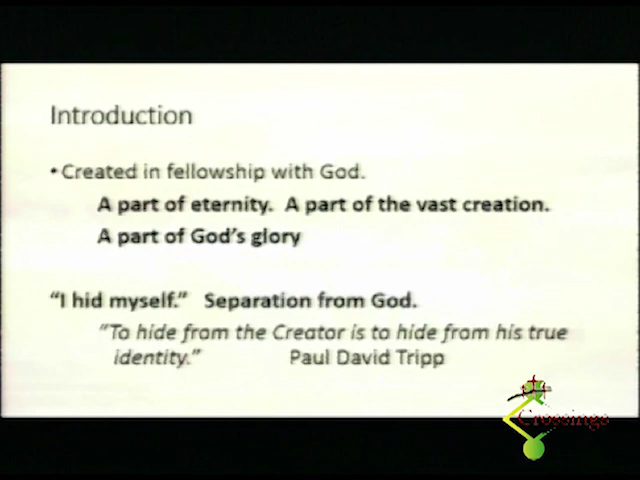 Introduction
• Created in fellowship with God.
A part of eternity.  A part of the vast creation.
A part of God's glory
"I hid myself."  Separation from God.
"To hide from the Creator is to hide from his true
identity."  Paul David Tripp
Crossings